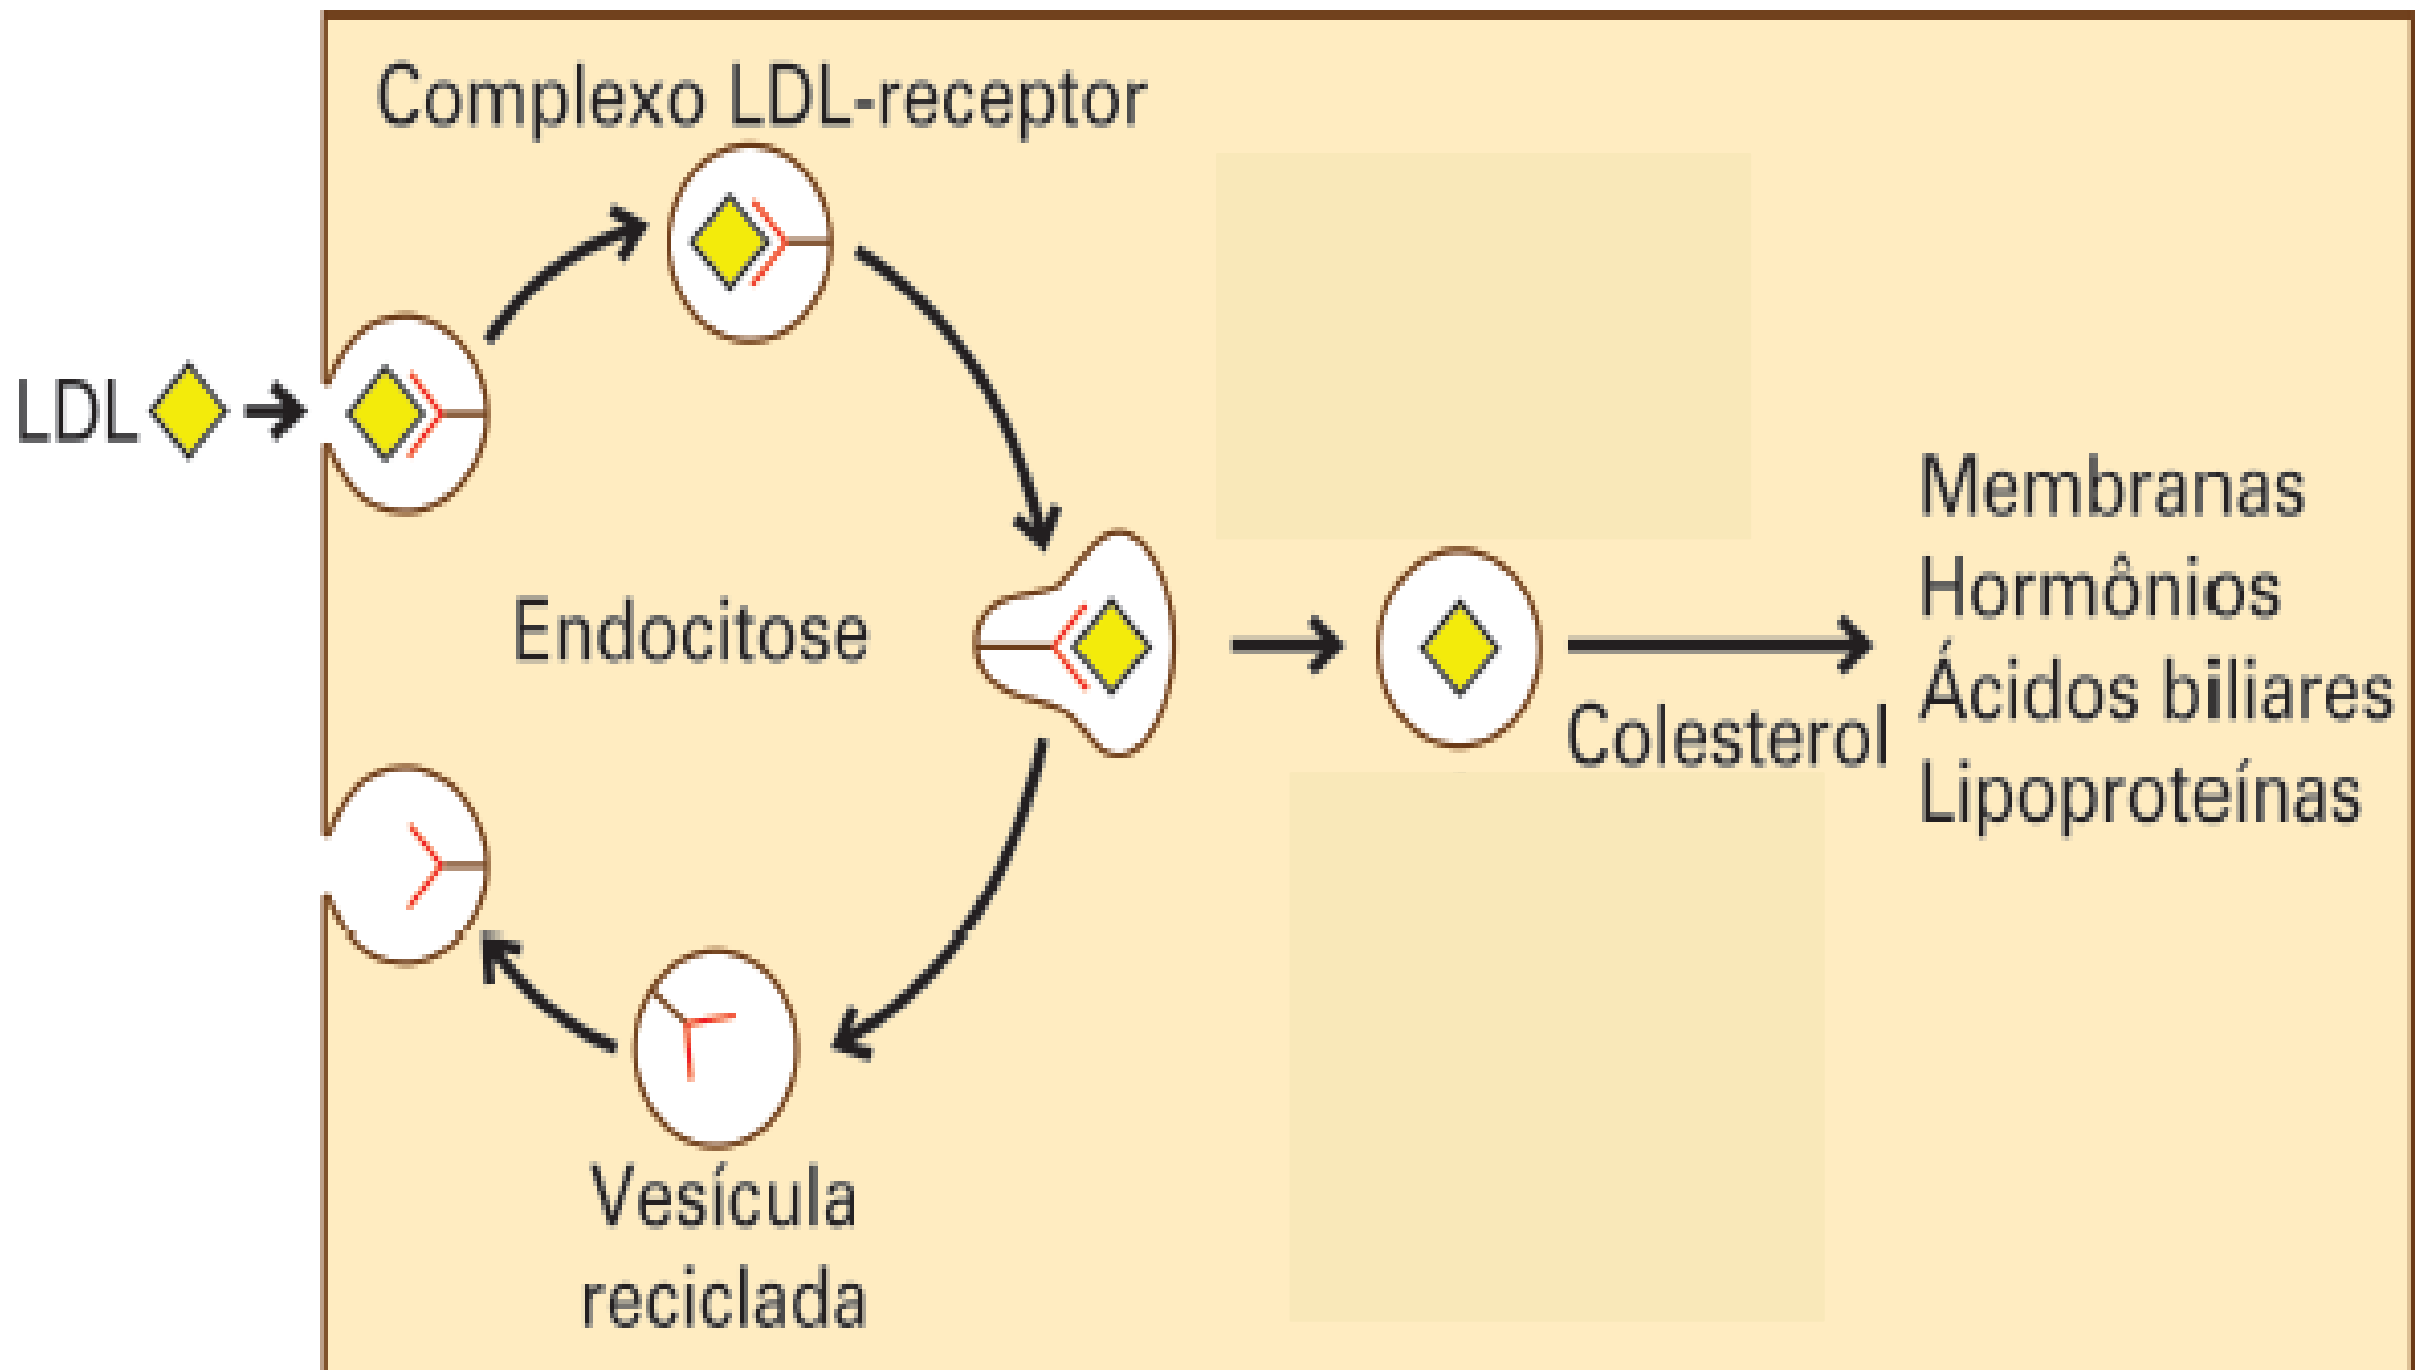 Complexo LDL-receptor
LDL
Endocitose
Colesterol
Membranas
Hormônios
Ácidos biliares
Lipoproteínas
Vesícula
reciclada